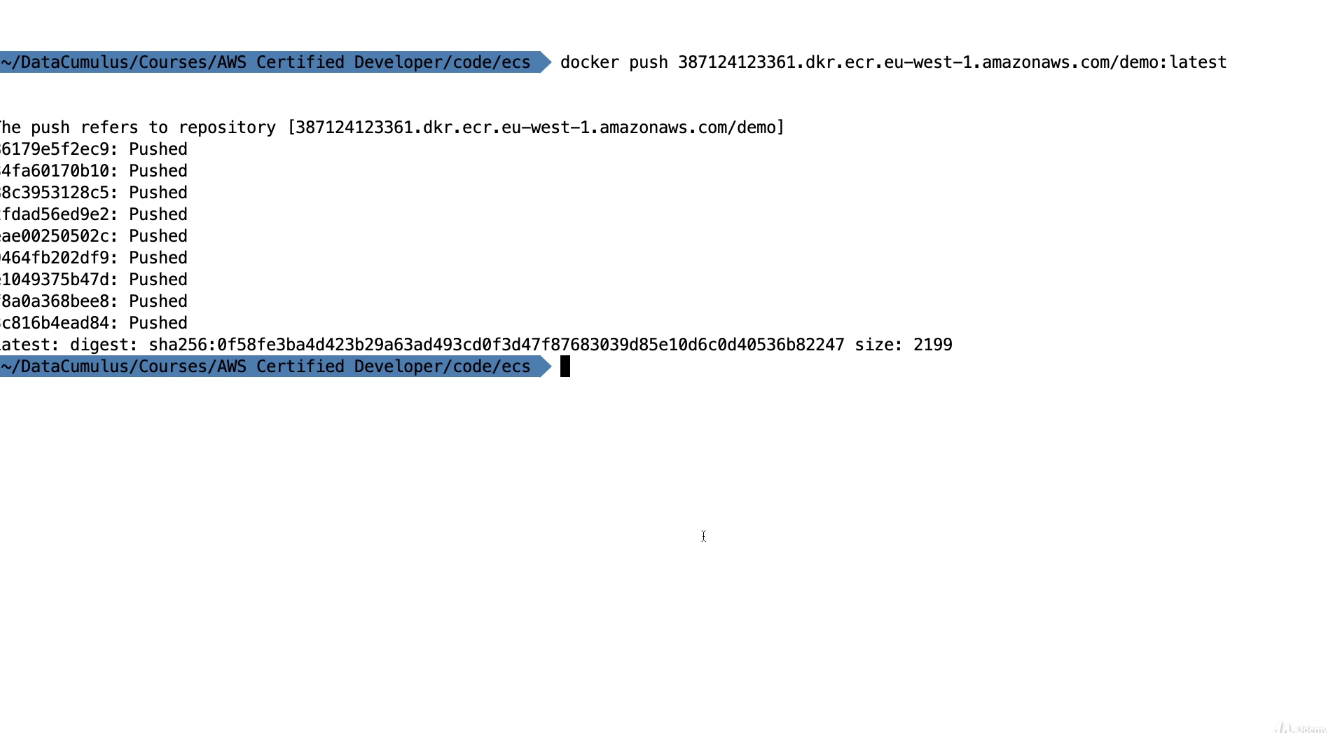 ~/DataCumulus/Courses/AWS Certified Developer/code/ecs docker push 387124123361.dkr.ecr.eu-west-1.amazonaws.com/demo:latest
he push refers to repository [387124123361.dkr.ecr.eu-west-1.amazonaws.com/demo]
6179e5f2ec9: Pushed
4fa60170b10: Pushed
8c3953128c5: Pushed
fdad56ed9e2: Pushed
ae00250502c: Pushed
464fb202df9: Pushed
1049375b47d: Pushed
8a0a368bee8: Pushed
c816b4ead84: Pushed
atest: digest: sha256:0f58fe3ba4d423b29a63ad493cd0f3d47f87683039d85e10d6c0d40536b82247 size: 2199
~/DataCumulus/Courses/AWS Certified Developer/code/ecs
Udemy